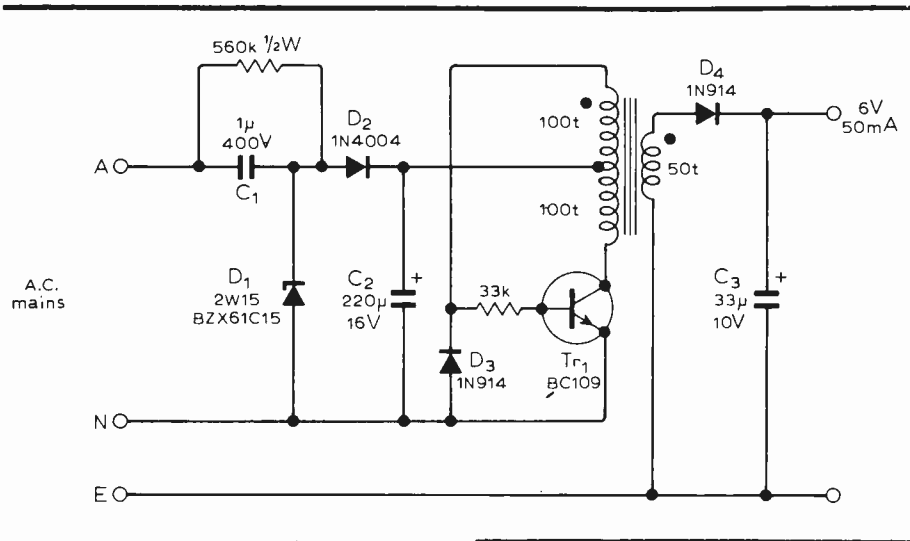 560k ½W
1µ
400V
C1
A
D2
1N4004
D1
2W15
BZX61C15
A.C.
mains
C2
220µ
16V
+
33k
D3
1N914
Tr1
BC109
100t
100t
50t
D4
1N914
6V
50mA
C3
33µ
10V
+
N
E